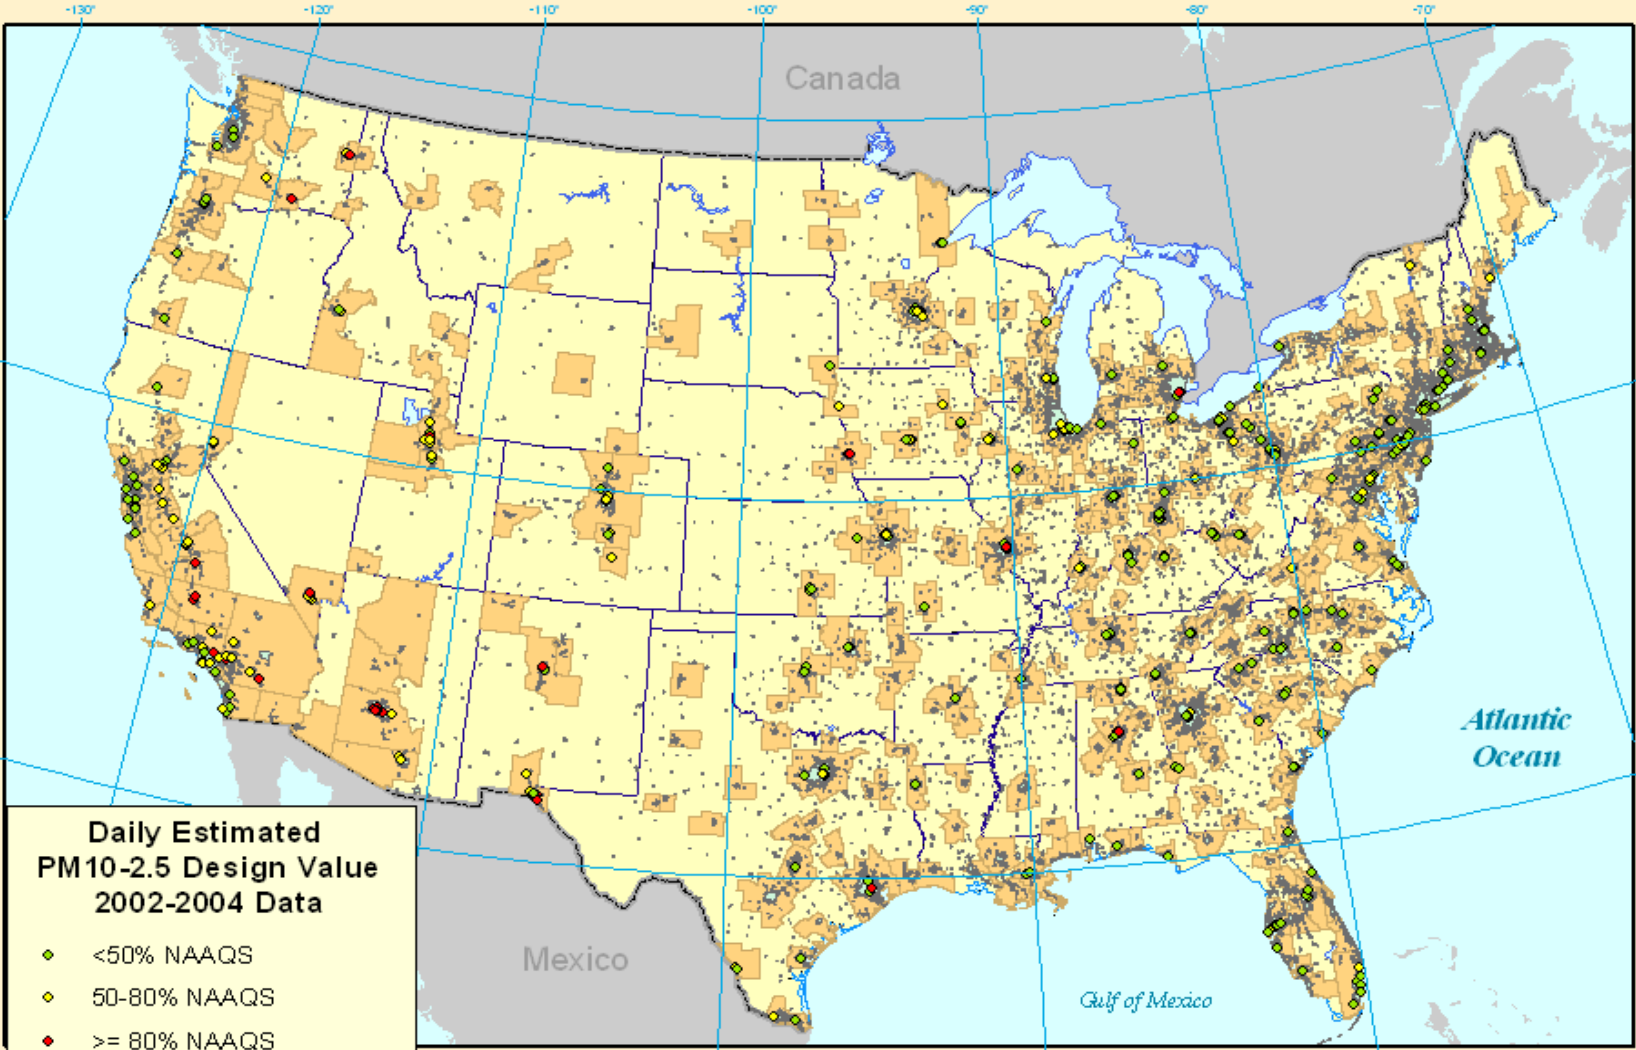 -130°
-120°
-110°
-100°
-90°
-80°
-70°
Canada
Atlantic
Ocean
Daily Estimated
PM10-2.5 Design Value
2002-2004 Data
<50% NAAQS
50-80% NAAQS
>= 80% NAAQS
Mexico
Gulf of Mexico